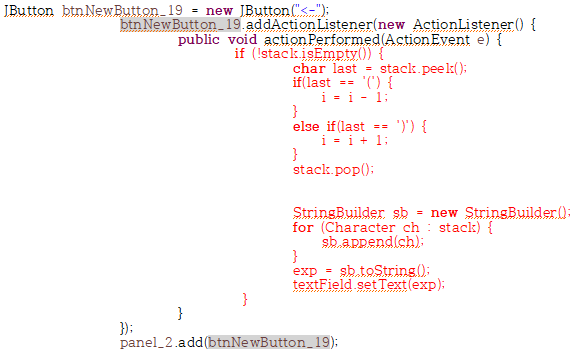 JButton btnNewButton_19 = new JButton("<-");
btnNewButton_19.addActionListener(new ActionListener() {
public void actionPerformed(ActionEvent e) {
if (!stack.isEmpty()) {
char last = stack.peek();
if(last == '(') {
i = i - 1;
}
else if(last == ')') {
i = i + 1;
}
stack.pop();
StringBuilder sb = new StringBuilder();
for (Character ch : stack) {
sb.append(ch);
}
exp = sb.toString();
textField.setText(exp);
}
}
});
panel_2.add(btnNewButton_19);